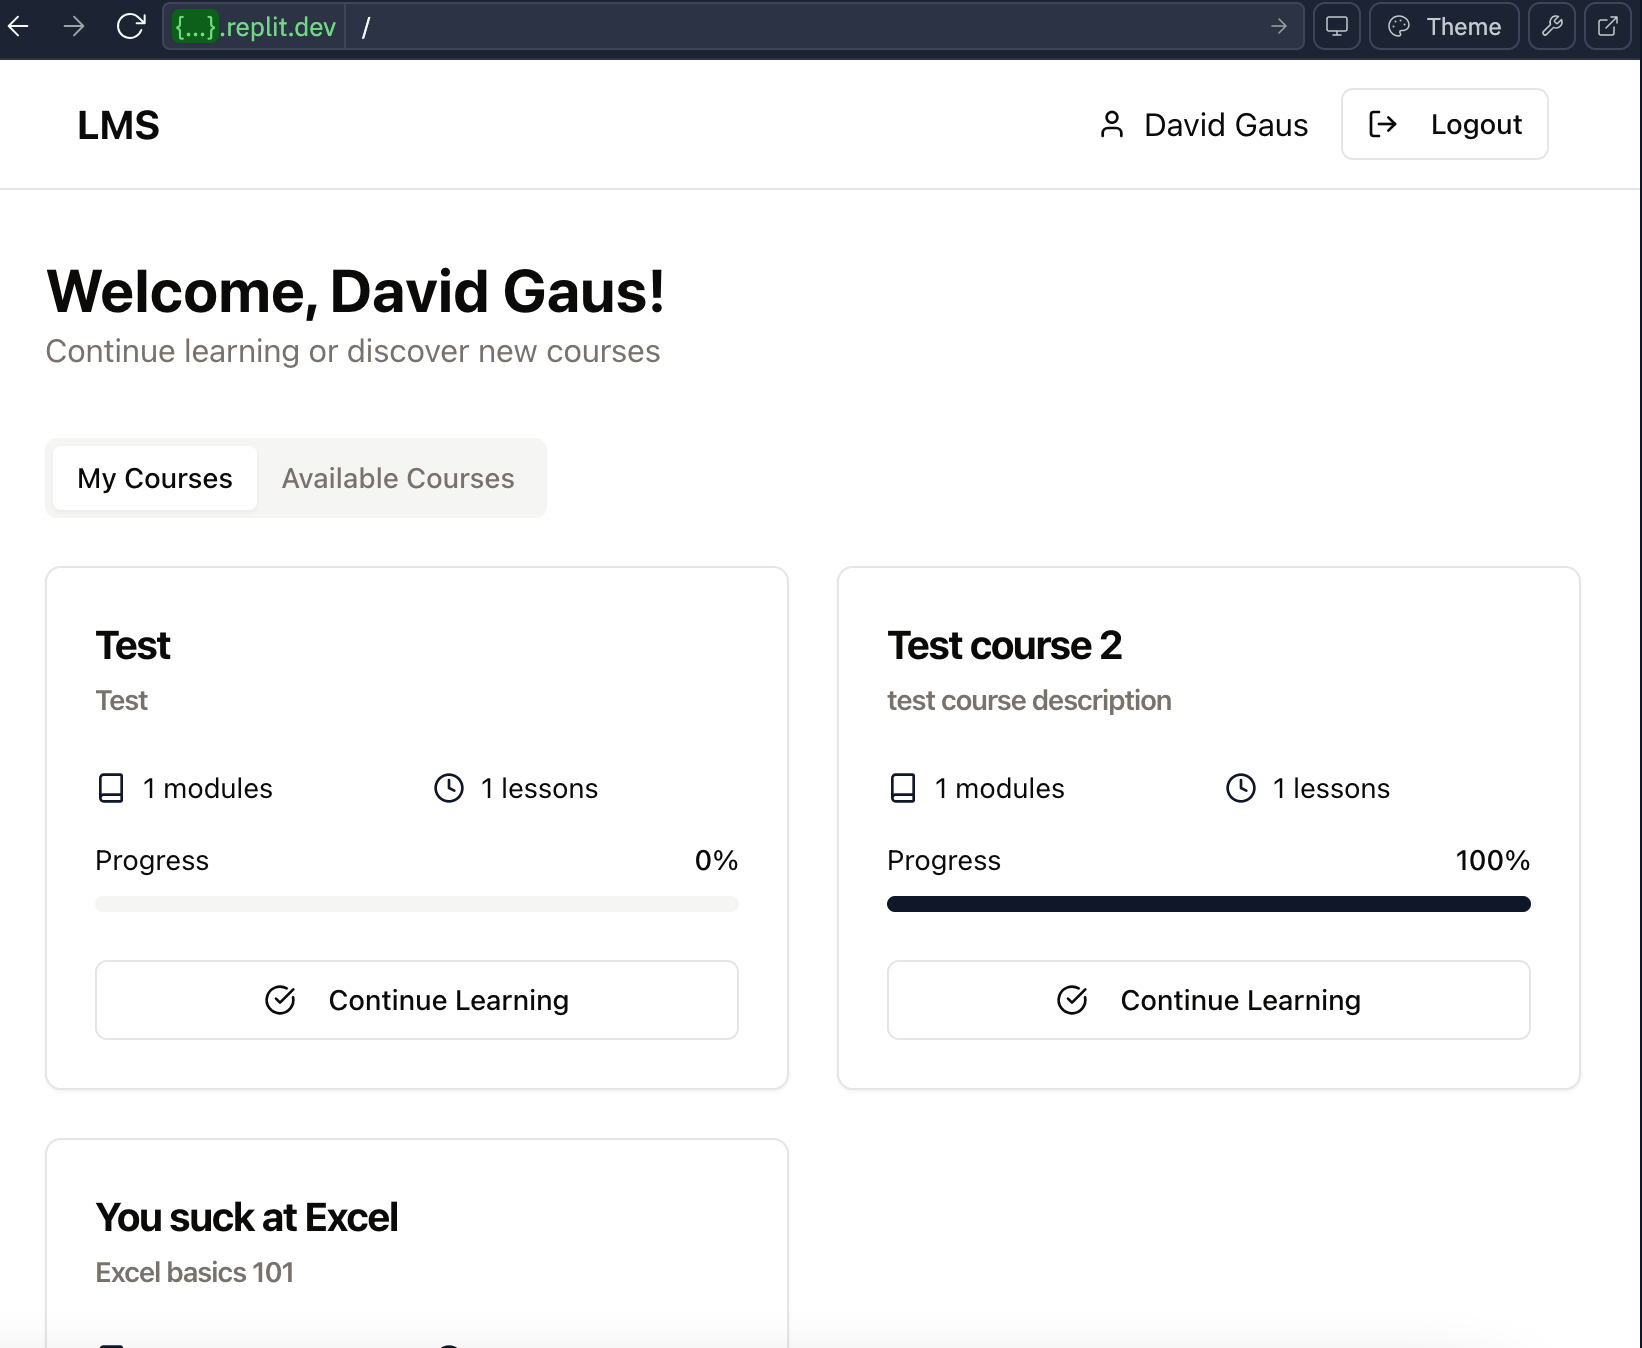 {...}.replit.dev /
Theme
LMS
David Gaus
Logout
Welcome, David Gaus!
Continue learning or discover new courses
My Courses
Available Courses
Test
Test
1 modules
1 lessons
Progress
0%
Continue Learning
Test course 2
test course description
1 modules
1 lessons
Progress
100%
Continue Learning
You suck at Excel
Excel basics 101